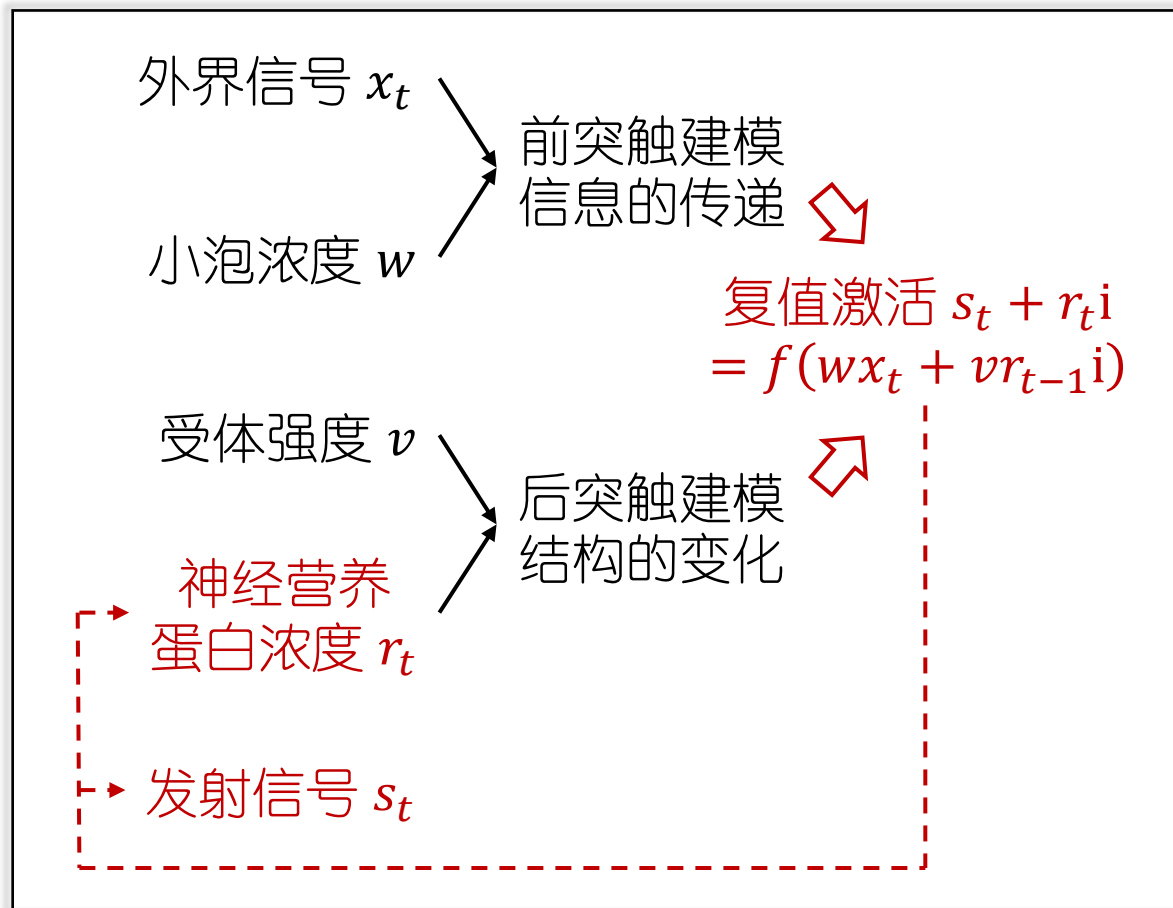 外界信号 xₜ
小泡浓度 w
前突触建模
信息的传递
复值激活 sₜ + rₜi
= f(wxₜ + vrₜ₋₁i)
受体强度 v
后突触建模
结构的变化
神经营养
蛋白浓度 rₜ
发射信号 sₜ